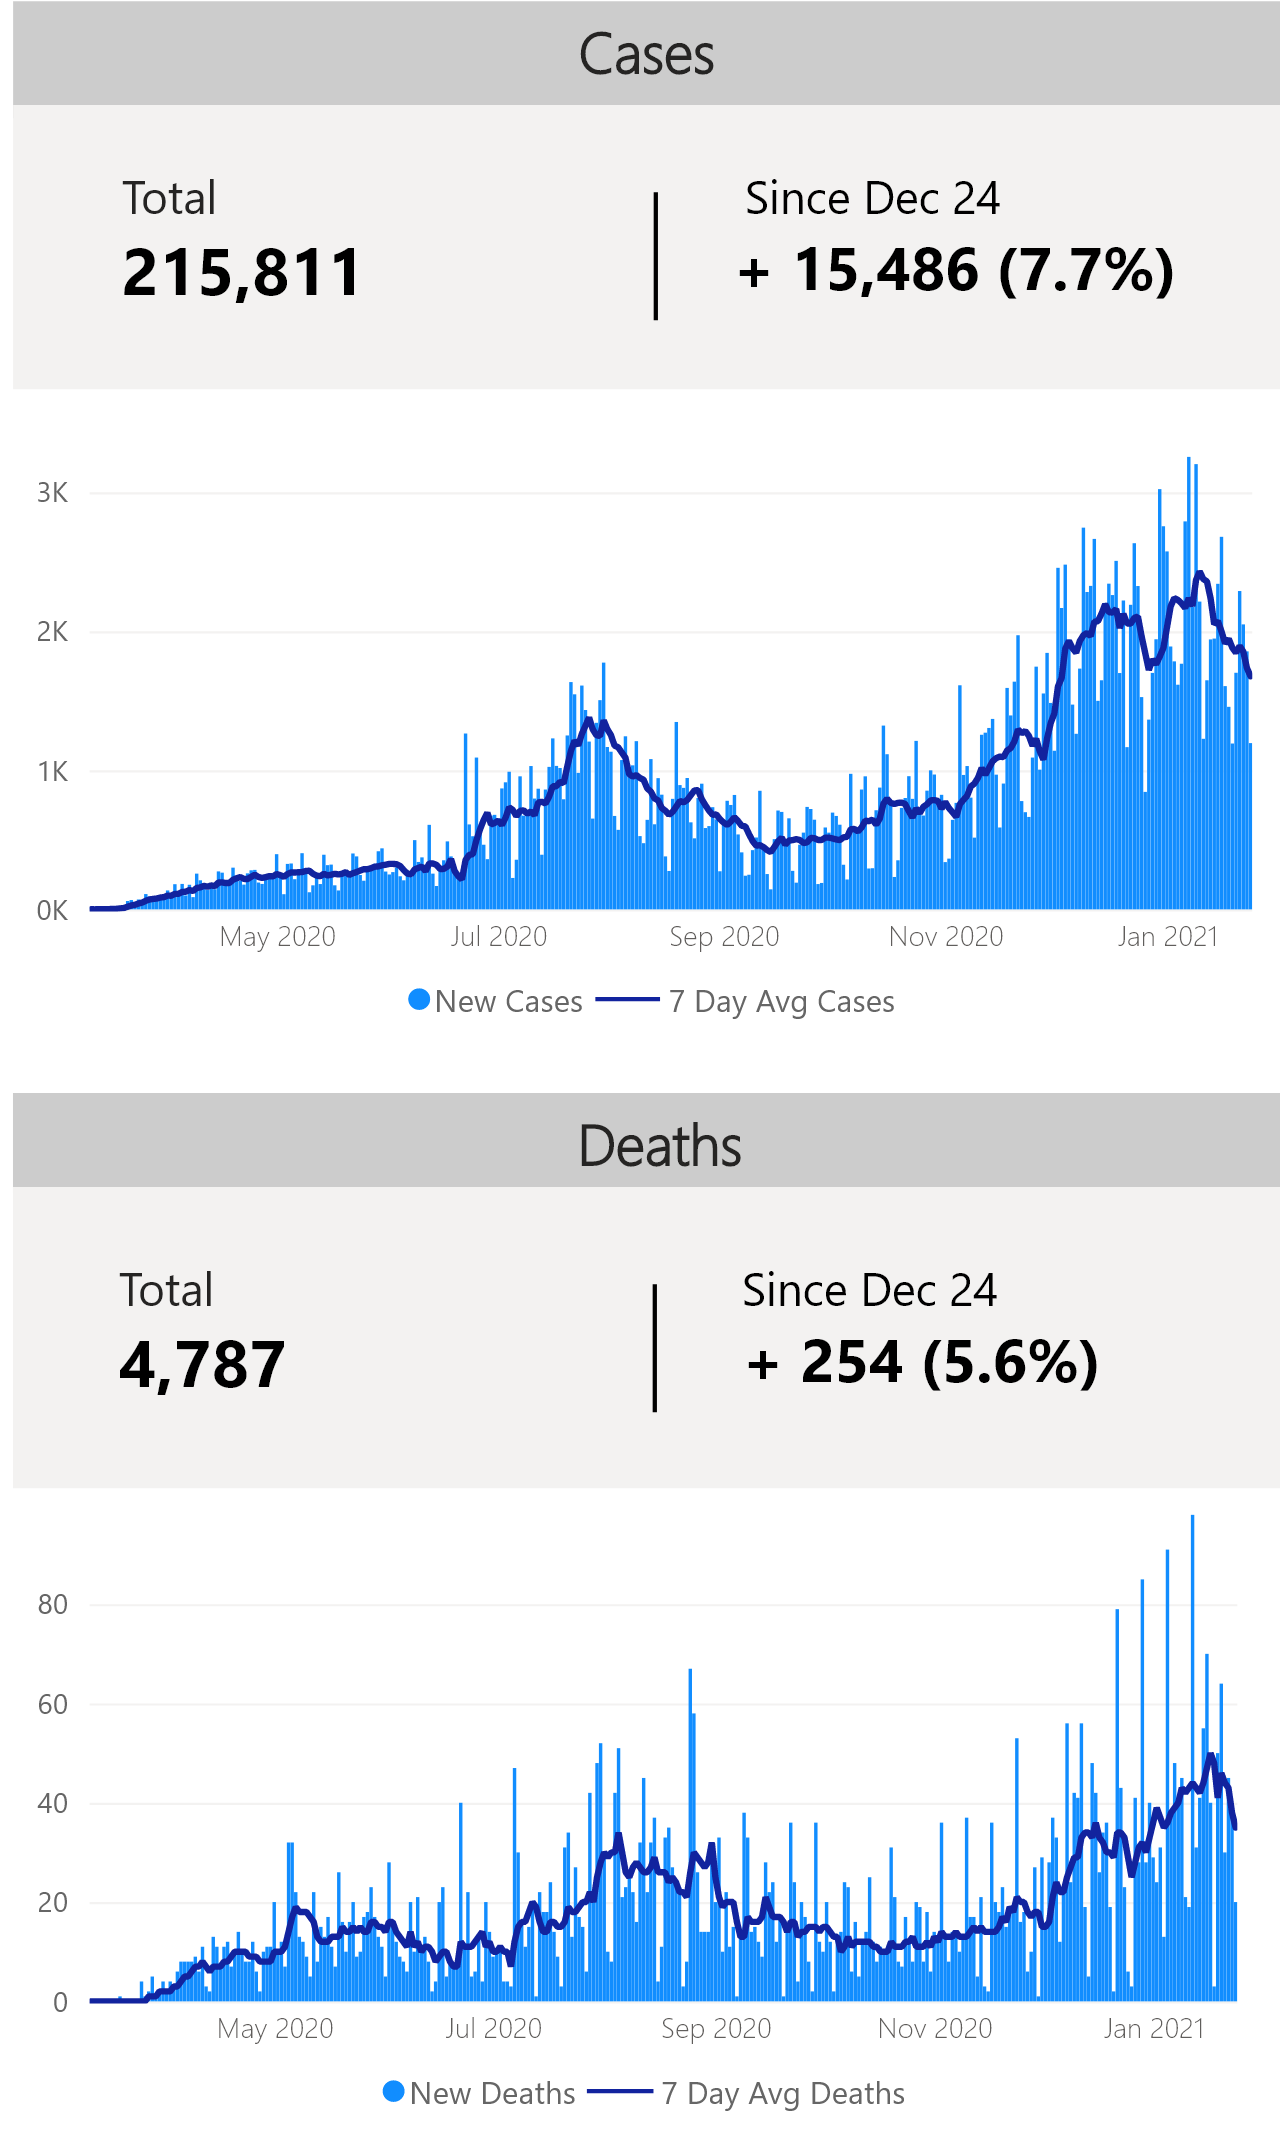 Cases
Total
Since Dec 24
215,811
+ 15,486 (7.7%)
3K
2K
1K
0K
May 2020
Jul 2020
Sep 2020
Nov 2020
Jan 2021
New Cases
7 Day Avg Cases
Deaths
Total
Since Dec 24
4,787
+ 254 (5.6%)
80
60
40
20
0
May 2020
Jul 2020
Sep 2020
Nov 2020
Jan 2021
New Deaths
7 Day Avg Deaths